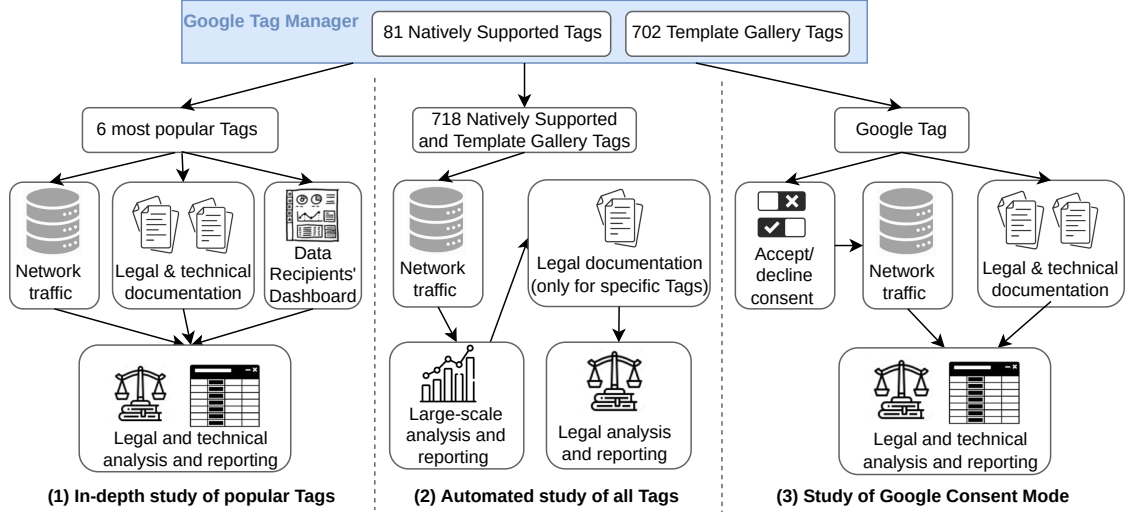 Google Tag Manager
81 Natively Supported Tags
702 Template Gallery Tags
6 most popular Tags
Network
traffic
Legal & technical
documentation
Data
Recipients'
Dashboard
Legal and technical
analysis and reporting
(1) In-depth study of popular Tags
718 Natively Supported
and Template Gallery Tags
Network
traffic
Legal documentation
(only for specific Tags)
Large-scale
analysis and
reporting
Legal analysis
and reporting
(2) Automated study of all Tags
Google Tag
Accept/
decline
consent
Network
traffic
Legal & technical
documentation
Legal and technical
analysis and reporting
(3) Study of Google Consent Mode